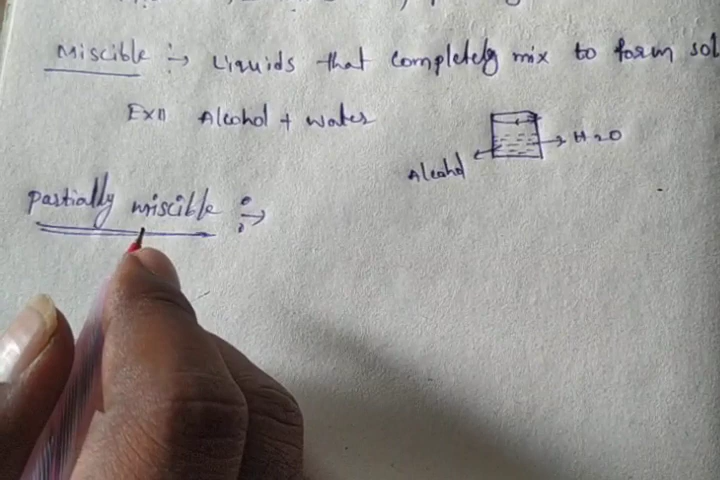 Miscible :→ Liquids that completely mix to form sol
Ex:- Alcohol + water
Alcohol
H2O
Partially miscible :→